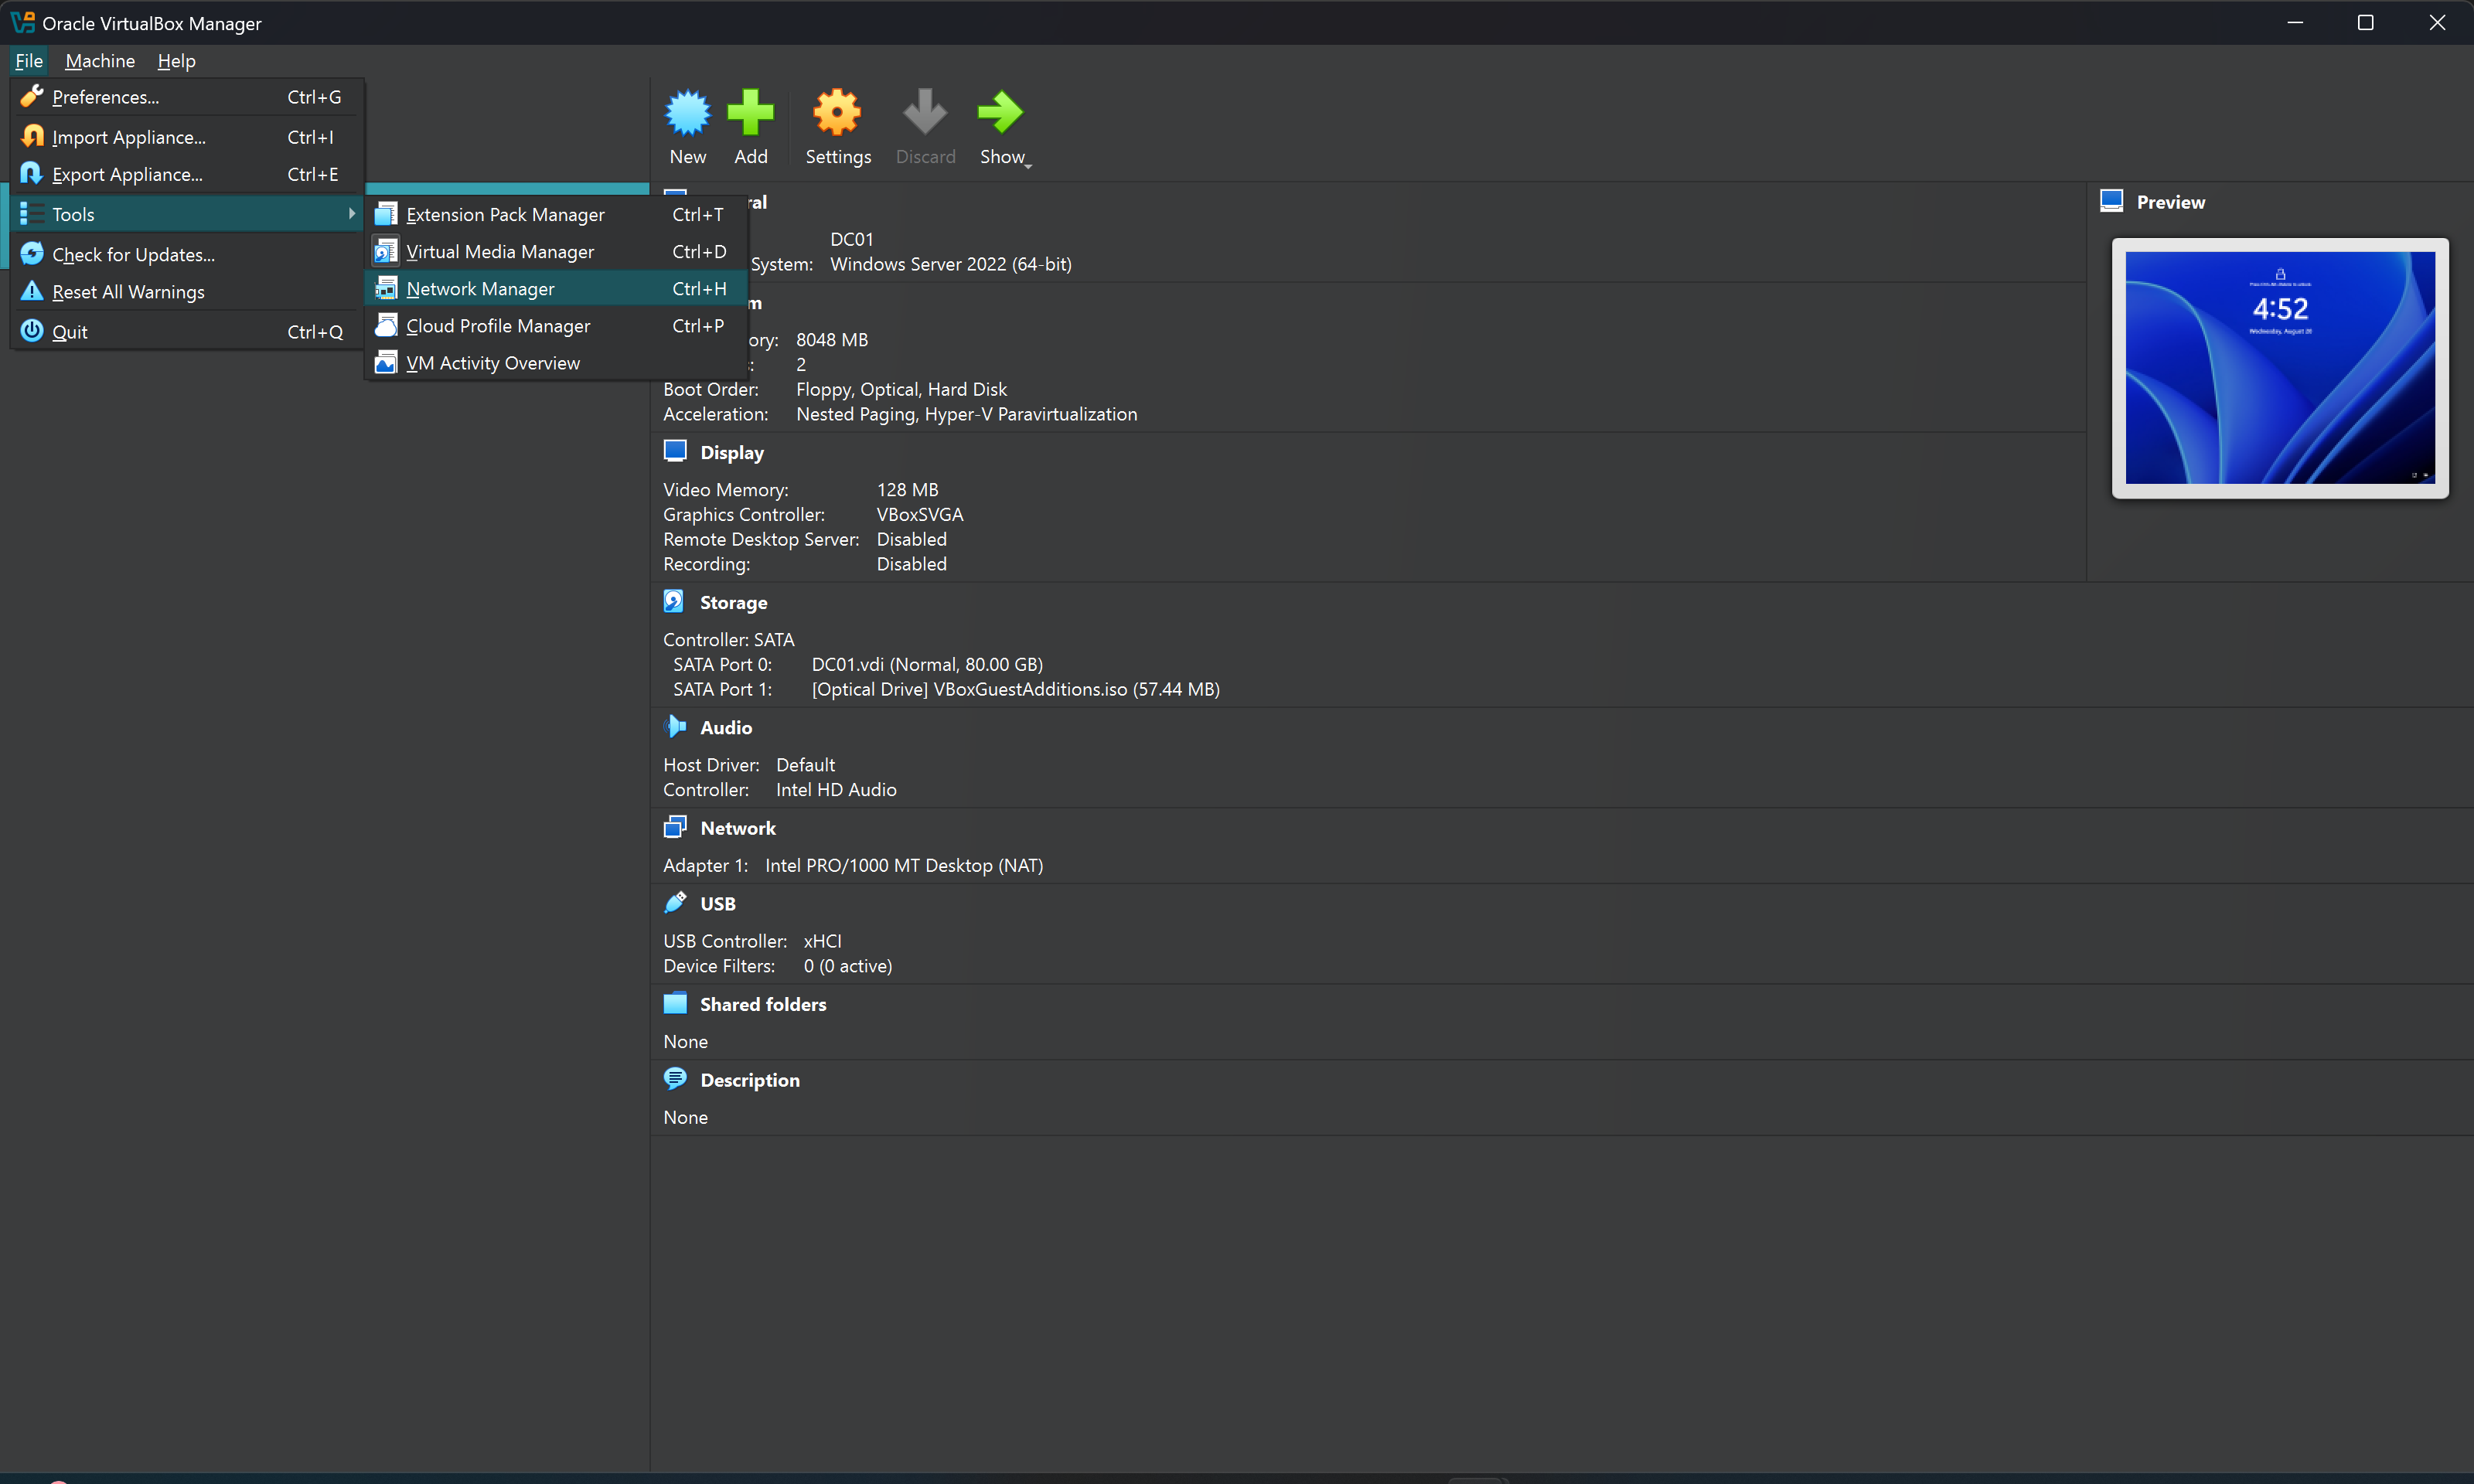 Oracle VirtualBox Manager
File Machine Help
Preferences... Ctrl+G
Import Appliance... Ctrl+I
Export Appliance... Ctrl+E
Tools
Check for Updates...
Reset All Warnings
Quit Ctrl+Q
Extension Pack Manager Ctrl+T
Virtual Media Manager Ctrl+D
Network Manager Ctrl+H
Cloud Profile Manager Ctrl+P
VM Activity Overview
New Add Settings Discard Show
ral
DC01
System: Windows Server 2022 (64-bit)
m
ory: 8048 MB
: 2
Boot Order: Floppy, Optical, Hard Disk
Acceleration: Nested Paging, Hyper-V Paravirtualization
Display
Video Memory: 128 MB
Graphics Controller: VBoxSVGA
Remote Desktop Server: Disabled
Recording: Disabled
Storage
Controller: SATA
SATA Port 0: DC01.vdi (Normal, 80.00 GB)
SATA Port 1: [Optical Drive] VBoxGuestAdditions.iso (57.44 MB)
Audio
Host Driver: Default
Controller: Intel HD Audio
Network
Adapter 1: Intel PRO/1000 MT Desktop (NAT)
USB
USB Controller: xHCI
Device Filters: 0 (0 active)
Shared folders
None
Description
None
Preview
4:52
Wednesday, August